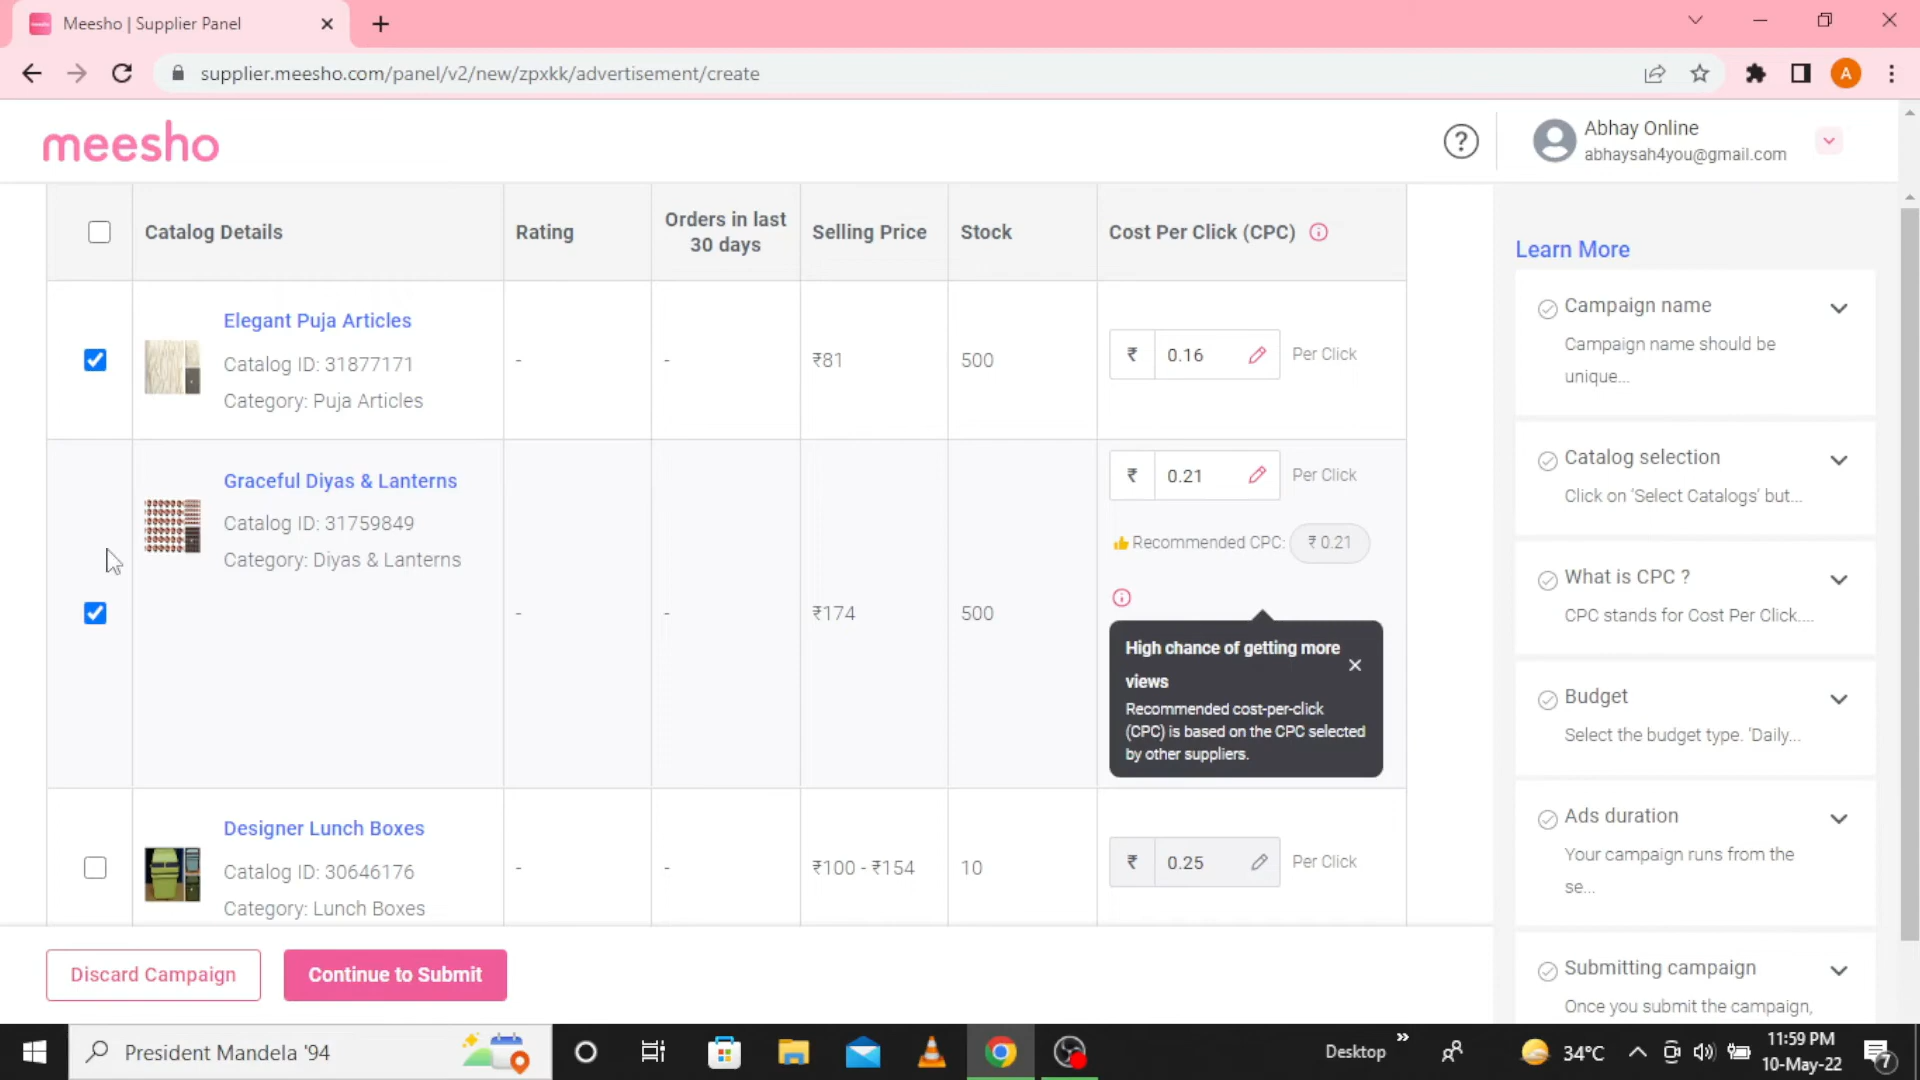 Meesho | Supplier Panel
supplier.meesho.com/panel/v2/new/zpxkk/advertisement/create
A
meesho
?
Abhay Online
abhaysah4you@gmail.com
Catalog Details
Rating
Orders in last
30 days
Selling Price
Stock
Cost Per Click (CPC)
Elegant Puja Articles
Catalog ID: 31877171
Category: Puja Articles
-
-
₹81
500
₹ 0.16 Per Click
Graceful Diyas & Lanterns
Catalog ID: 31759849
Category: Diyas & Lanterns
-
-
₹174
500
₹ 0.21 Per Click
Recommended CPC: ₹ 0.21
High chance of getting more
views
Recommended cost-per-click
(CPC) is based on the CPC selected
by other suppliers.
Designer Lunch Boxes
Catalog ID: 30646176
Category: Lunch Boxes
-
-
₹100 - ₹154
10
₹ 0.25 Per Click
Discard Campaign
Continue to Submit
Learn More
Campaign name
Campaign name should be
unique...
Catalog selection
Click on 'Select Catalogs' but...
What is CPC ?
CPC stands for Cost Per Click....
Budget
Select the budget type. 'Daily...
Ads duration
Your campaign runs from the
se...
Submitting campaign
Once you submit the campaign,
President Mandela '94
Desktop
34°C
11:59 PM
10-May-22
7